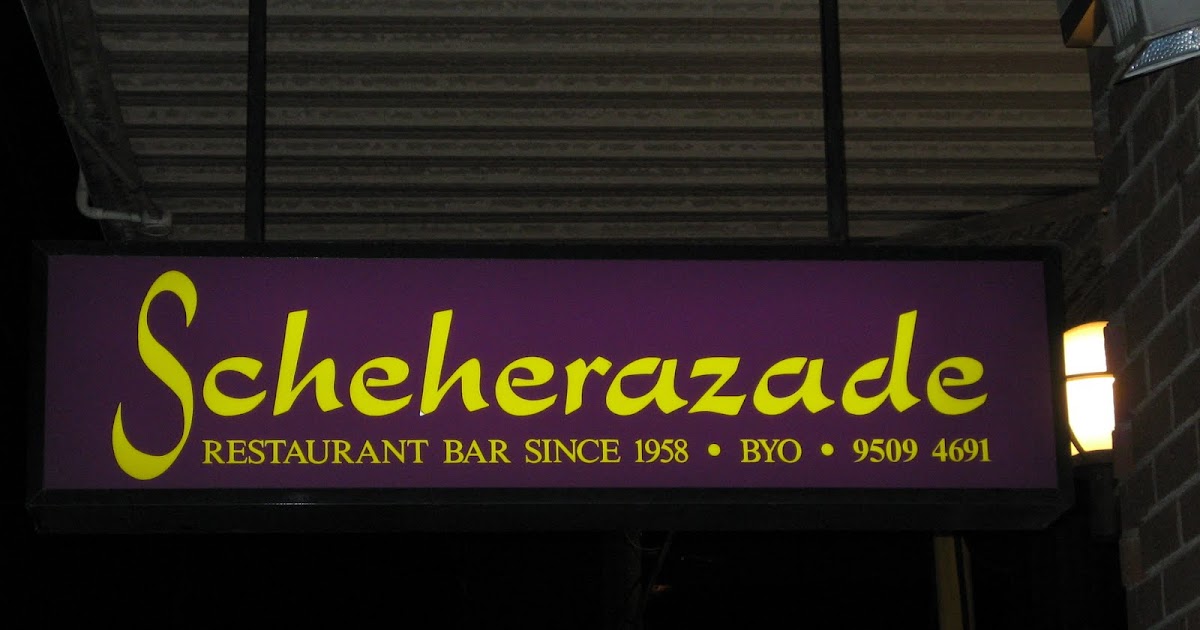 Scheherazade
RESTAURANT BAR SINCE 1958 • BYO • 9509 4691